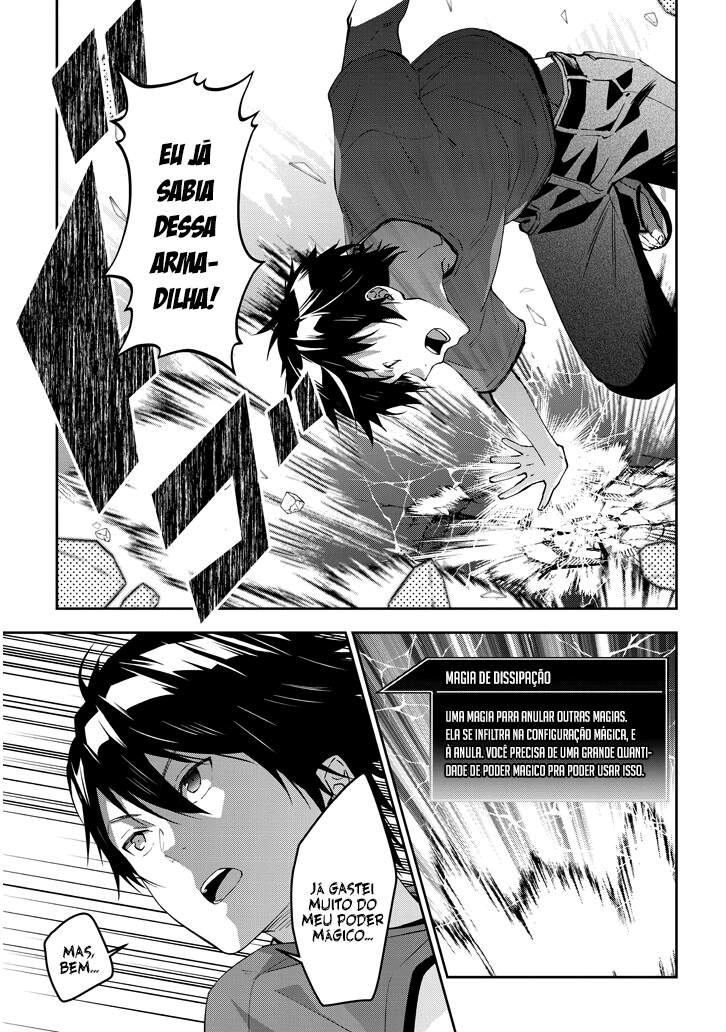 EU JÁ
SABIA
DESSA
ARMA-
DILHA!
MAGIA DE DISSIPAÇÃO
UMA MAGIA PARA ANULAR OUTRAS MAGIAS.
ELA SE INFILTRA NA CONFIGURAÇÃO MÁGICA, E
À ANULA. VOCÊ PRECISA DE UMA GRANDE QUANTI-
DADE DE PODER MAGICO PRA PODER USAR ISSO.
JÁ GASTEI
MUITO DO
MEU PODER
MÁGICO...
MAS,
BEM...